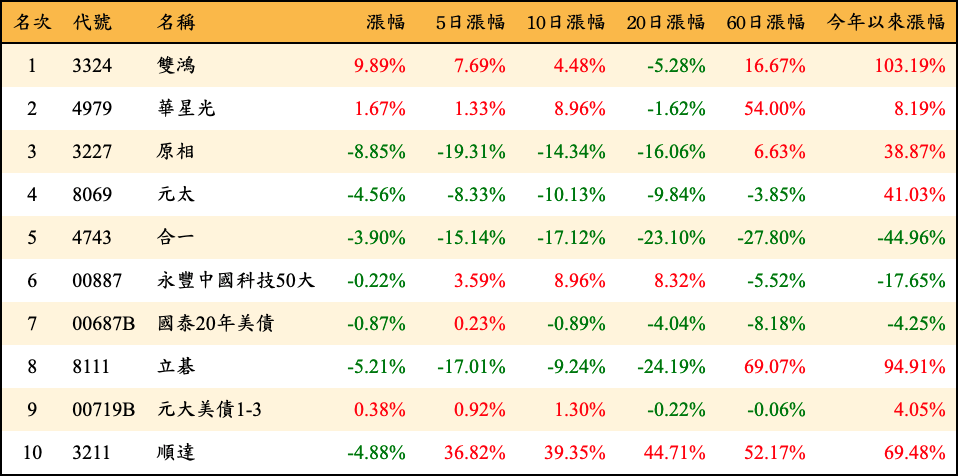 名次 代號 名稱 漲幅 5日漲幅 10日漲幅 20日漲幅 60日漲幅 今年以來漲幅
1 3324 雙鴻 9.89% 7.69% 4.48% -5.28% 16.67% 103.19%
2 4979 華星光 1.67% 1.33% 8.96% -1.62% 54.00% 8.19%
3 3227 原相 -8.85% -19.31% -14.34% -16.06% 6.63% 38.87%
4 8069 元太 -4.56% -8.33% -10.13% -9.84% -3.85% 41.03%
5 4743 合一 -3.90% -15.14% -17.12% -23.10% -27.80% -44.96%
6 00887 永豐中國科技50大 -0.22% 3.59% 8.96% 8.32% -5.52% -17.65%
7 00687B 國泰20年美債 -0.87% 0.23% -0.89% -4.04% -8.18% -4.25%
8 8111 立碁 -5.21% -17.01% -9.24% -24.19% 69.07% 94.91%
9 00719B 元大美債1-3 0.38% 0.92% 1.30% -0.22% -0.06% 4.05%
10 3211 順達 -4.88% 36.82% 39.35% 44.71% 52.17% 69.48%